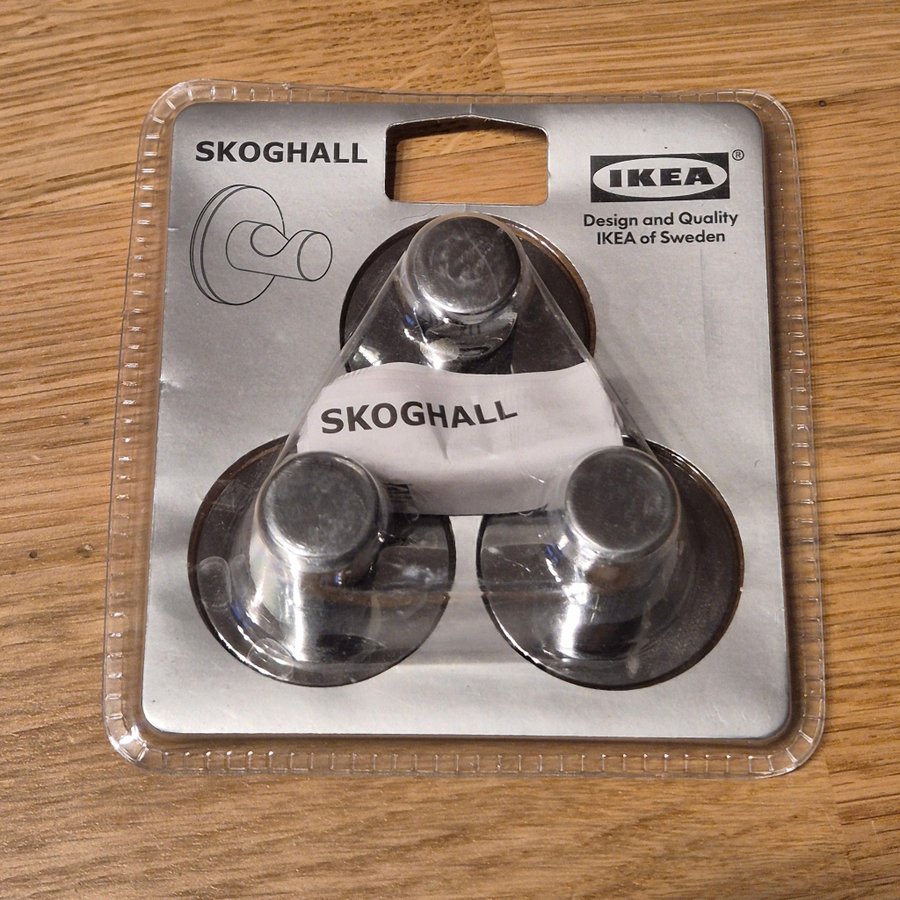 SKOGHALL
IKEA®
Design and Quality
IKEA of Sweden
SKOGHALL